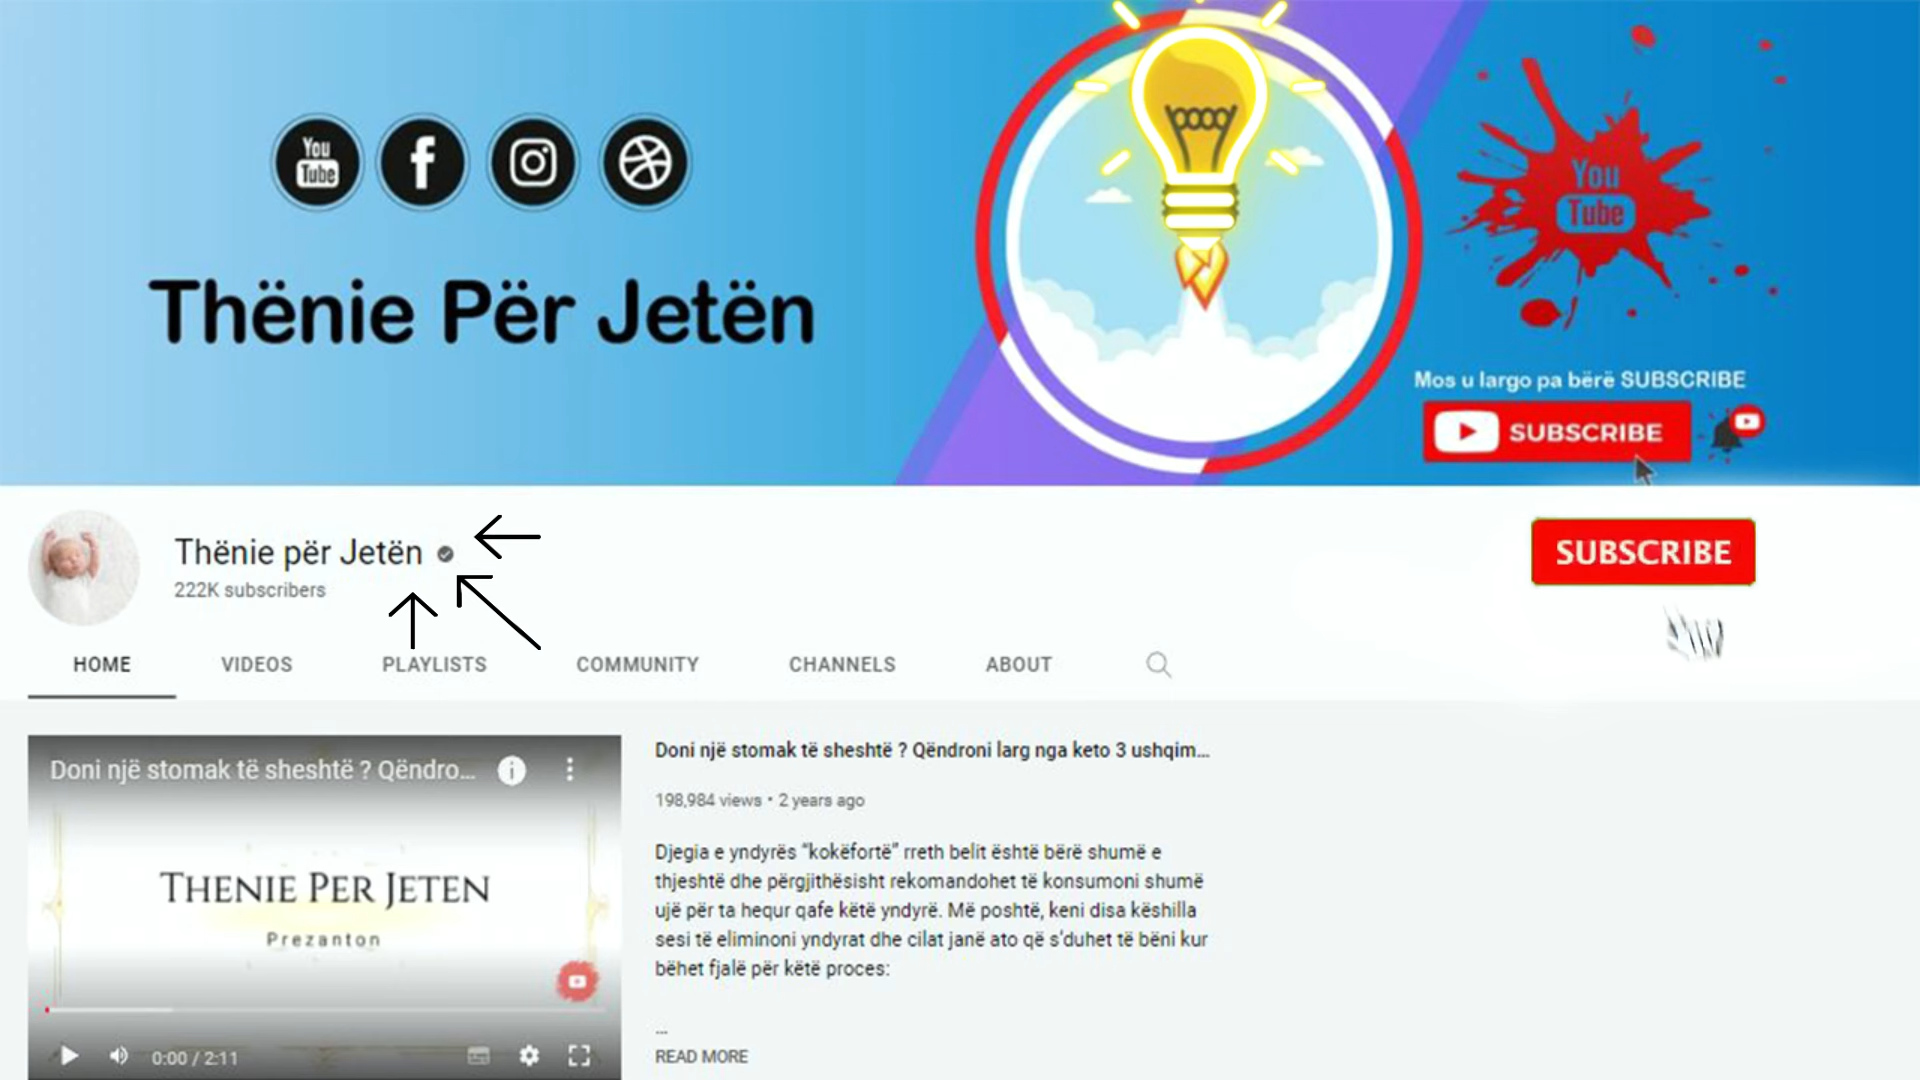 You
Tube
Thënie Për Jetën
You
Tube
Mos u largo pa bërë SUBSCRIBE
SUBSCRIBE
Thënie për Jetën
222K subscribers
SUBSCRIBE
HOME VIDEOS PLAYLISTS COMMUNITY CHANNELS ABOUT
Doni një stomak të sheshtë ? Qëndro...
THENIE PER JETEN
Prezanton
0:00 / 2:11
Doni një stomak të sheshtë ? Qëndroni larg nga keto 3 ushqim...
198,984 views • 2 years ago
Djegia e yndyrës “kokëfortë” rreth belit është bërë shumë e
thjeshtë dhe përgjithësisht rekomandohet të konsumoni shumë
ujë për ta hequr qafe këtë yndyrë. Më poshtë, keni disa këshilla
sesi të eliminoni yndyrat dhe cilat janë ato që s'duhet të bëni kur
bëhet fjalë për këtë proces:
...
READ MORE